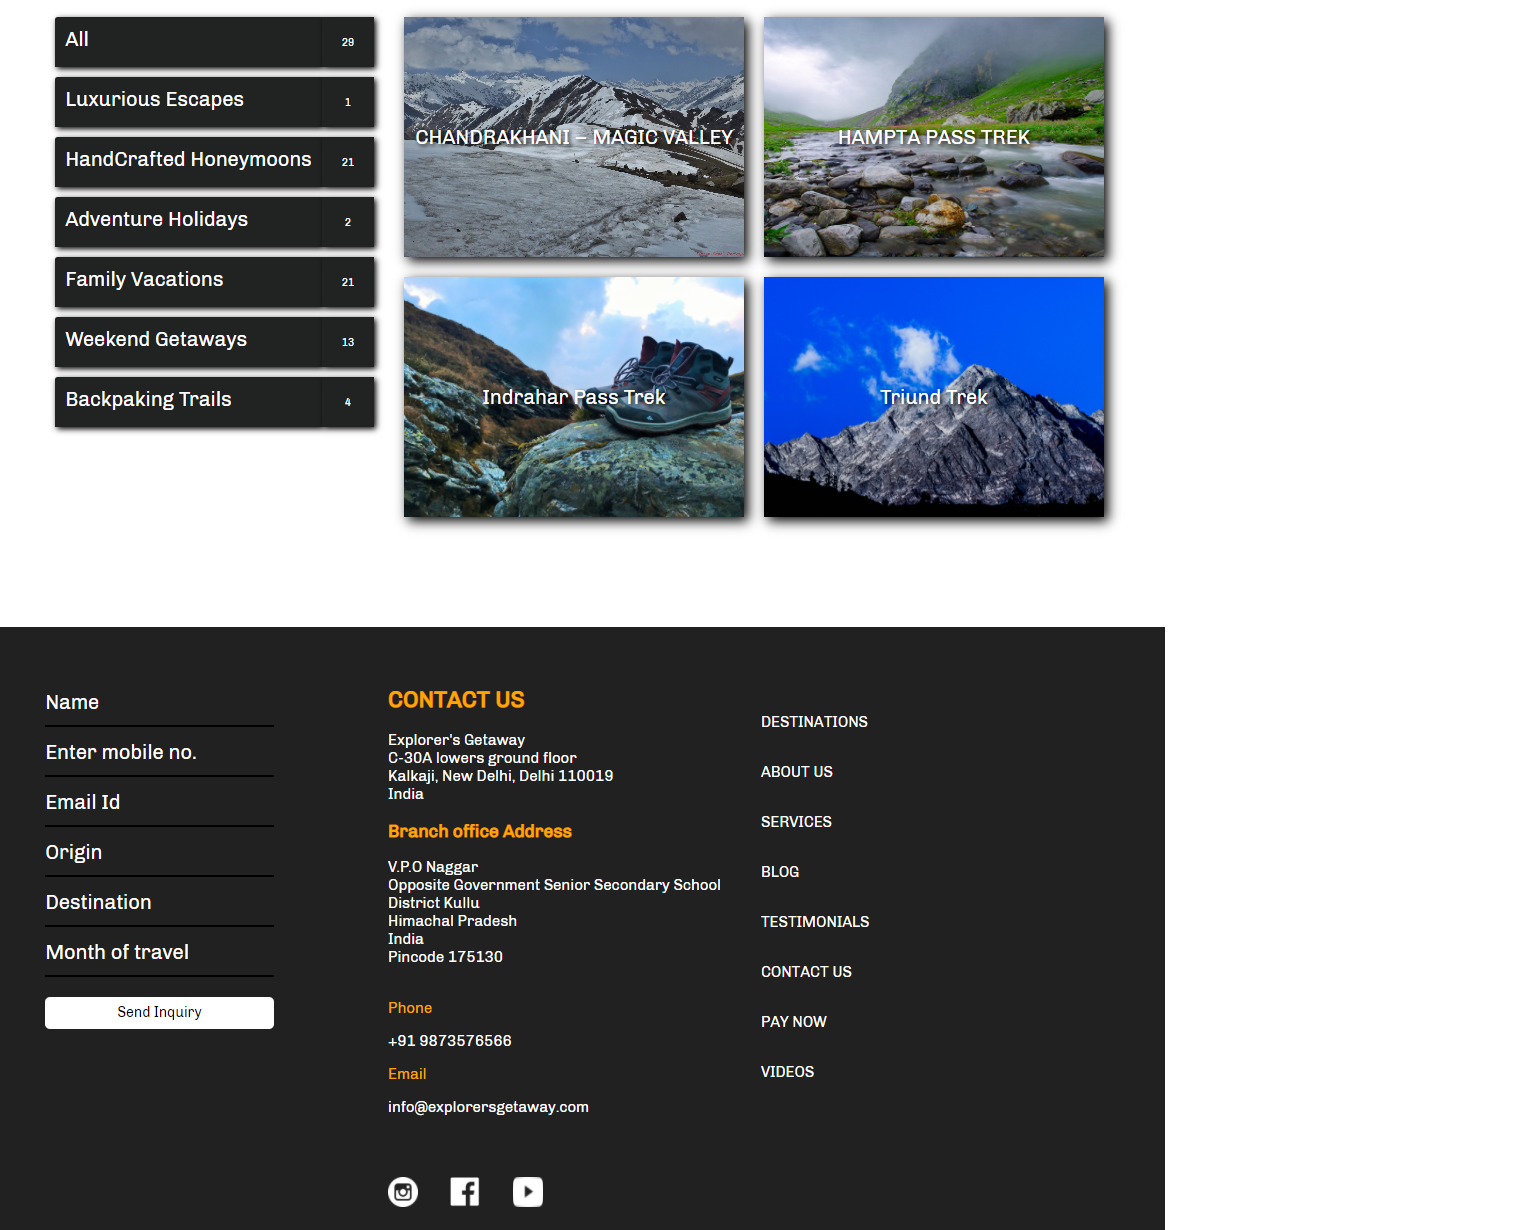 All
29
Luxurious Escapes
1
HandCrafted Honeymoons
21
Adventure Holidays
2
Family Vacations
21
Weekend Getaways
13
Backpaking Trails
4
CHANDRAKHANI – MAGIC VALLEY
HAMPTA PASS TREK
Indrahar Pass Trek
Triund Trek
Name
Enter mobile no.
Email Id
Origin
Destination
Month of travel
Send Inquiry
CONTACT US
Explorer's Getaway
C-30A lowers ground floor
Kalkaji, New Delhi, Delhi 110019
India
Branch office Address
V.P.O Naggar
Opposite Government Senior Secondary School
District Kullu
Himachal Pradesh
India
Pincode 175130
Phone
+91 9873576566
Email
info@explorersgetaway.com
DESTINATIONS
ABOUT US
SERVICES
BLOG
TESTIMONIALS
CONTACT US
PAY NOW
VIDEOS